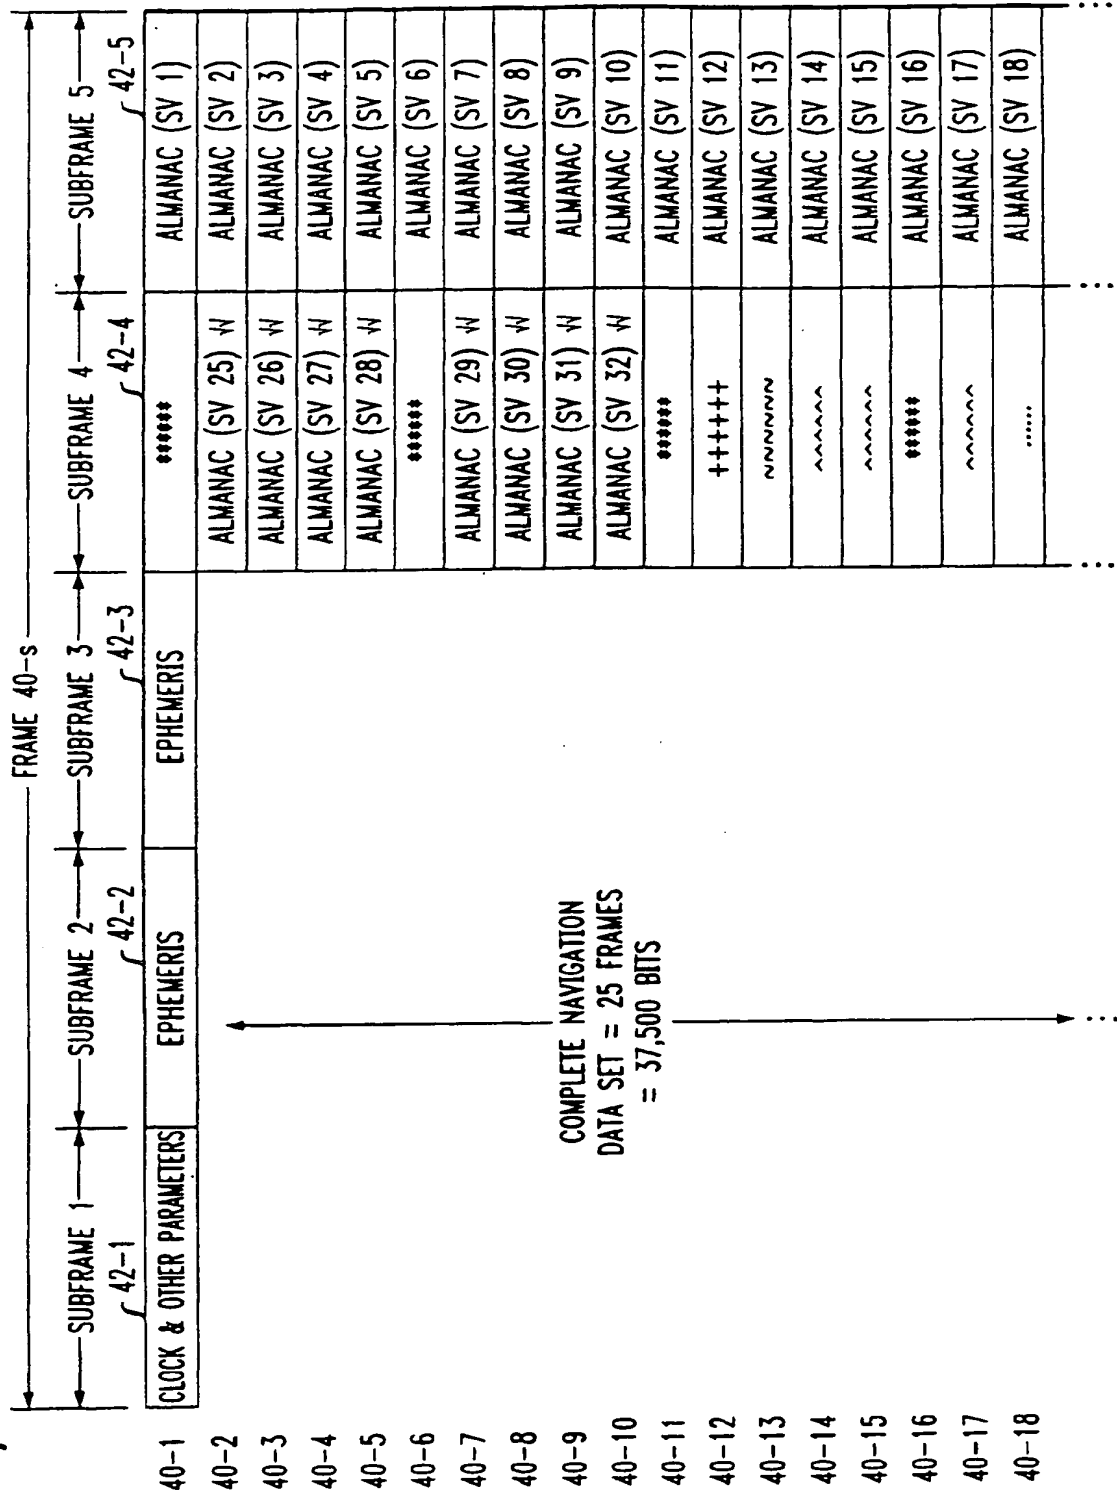 FRAME 40-s
SUBFRAME 1 SUBFRAME 2 SUBFRAME 3 SUBFRAME 4 SUBFRAME 5
42-1 42-2 42-3 42-4 42-5
40-1 CLOCK & OTHER PARAMETERS EPHEMERIS EPHEMERIS ****** ALMANAC (SV 1)
40-2 ALMANAC (SV 25) ALMANAC (SV 2)
40-3 ALMANAC (SV 26) ALMANAC (SV 3)
40-4 ALMANAC (SV 27) ALMANAC (SV 4)
40-5 ALMANAC (SV 28) ALMANAC (SV 5)
40-6 ****** ALMANAC (SV 6)
40-7 ALMANAC (SV 29) ALMANAC (SV 7)
40-8 ALMANAC (SV 30) ALMANAC (SV 8)
40-9 ALMANAC (SV 31) ALMANAC (SV 9)
40-10 ALMANAC (SV 32) ALMANAC (SV 10)
40-11 ****** ALMANAC (SV 11)
40-12 ++++++ ALMANAC (SV 12)
40-13 ~~~~~~~ ALMANAC (SV 13)
40-14 ^^^^^^ ALMANAC (SV 14)
40-15 ^^^^^^ ALMANAC (SV 15)
40-16 ****** ALMANAC (SV 16)
40-17 ^^^^^^ ALMANAC (SV 17)
40-18 ...... ALMANAC (SV 18)
COMPLETE NAVIGATION
DATA SET = 25 FRAMES
= 37,500 BITS